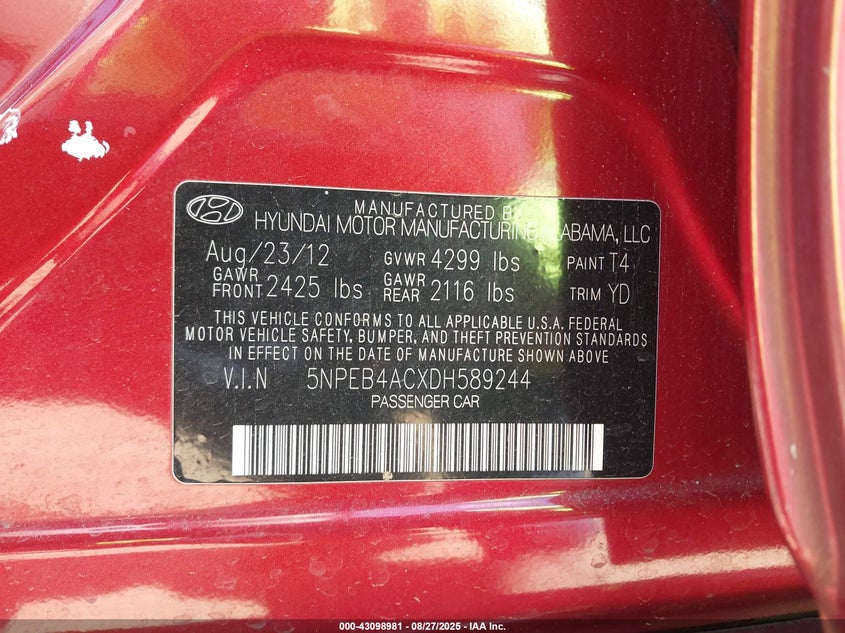 MANUFACTURED B
HYUNDAI MOTOR MANUFACTURING ALABAMA, LLC
Aug/23/12 GVWR 4299 lbs PAINT T4
GAWR FRONT 2425 lbs GAWR REAR 2116 lbs TRIM YD
THIS VEHICLE CONFORMS TO ALL APPLICABLE U.S.A. FEDERAL
MOTOR VEHICLE SAFETY, BUMPER, AND THEFT PREVENTION STANDARDS
IN EFFECT ON THE DATE OF MANUFACTURE SHOWN ABOVE
V.I.N 5NPEB4ACXDH589244
PASSENGER CAR
000-43098981 - 08/27/2025 - IAA Inc.